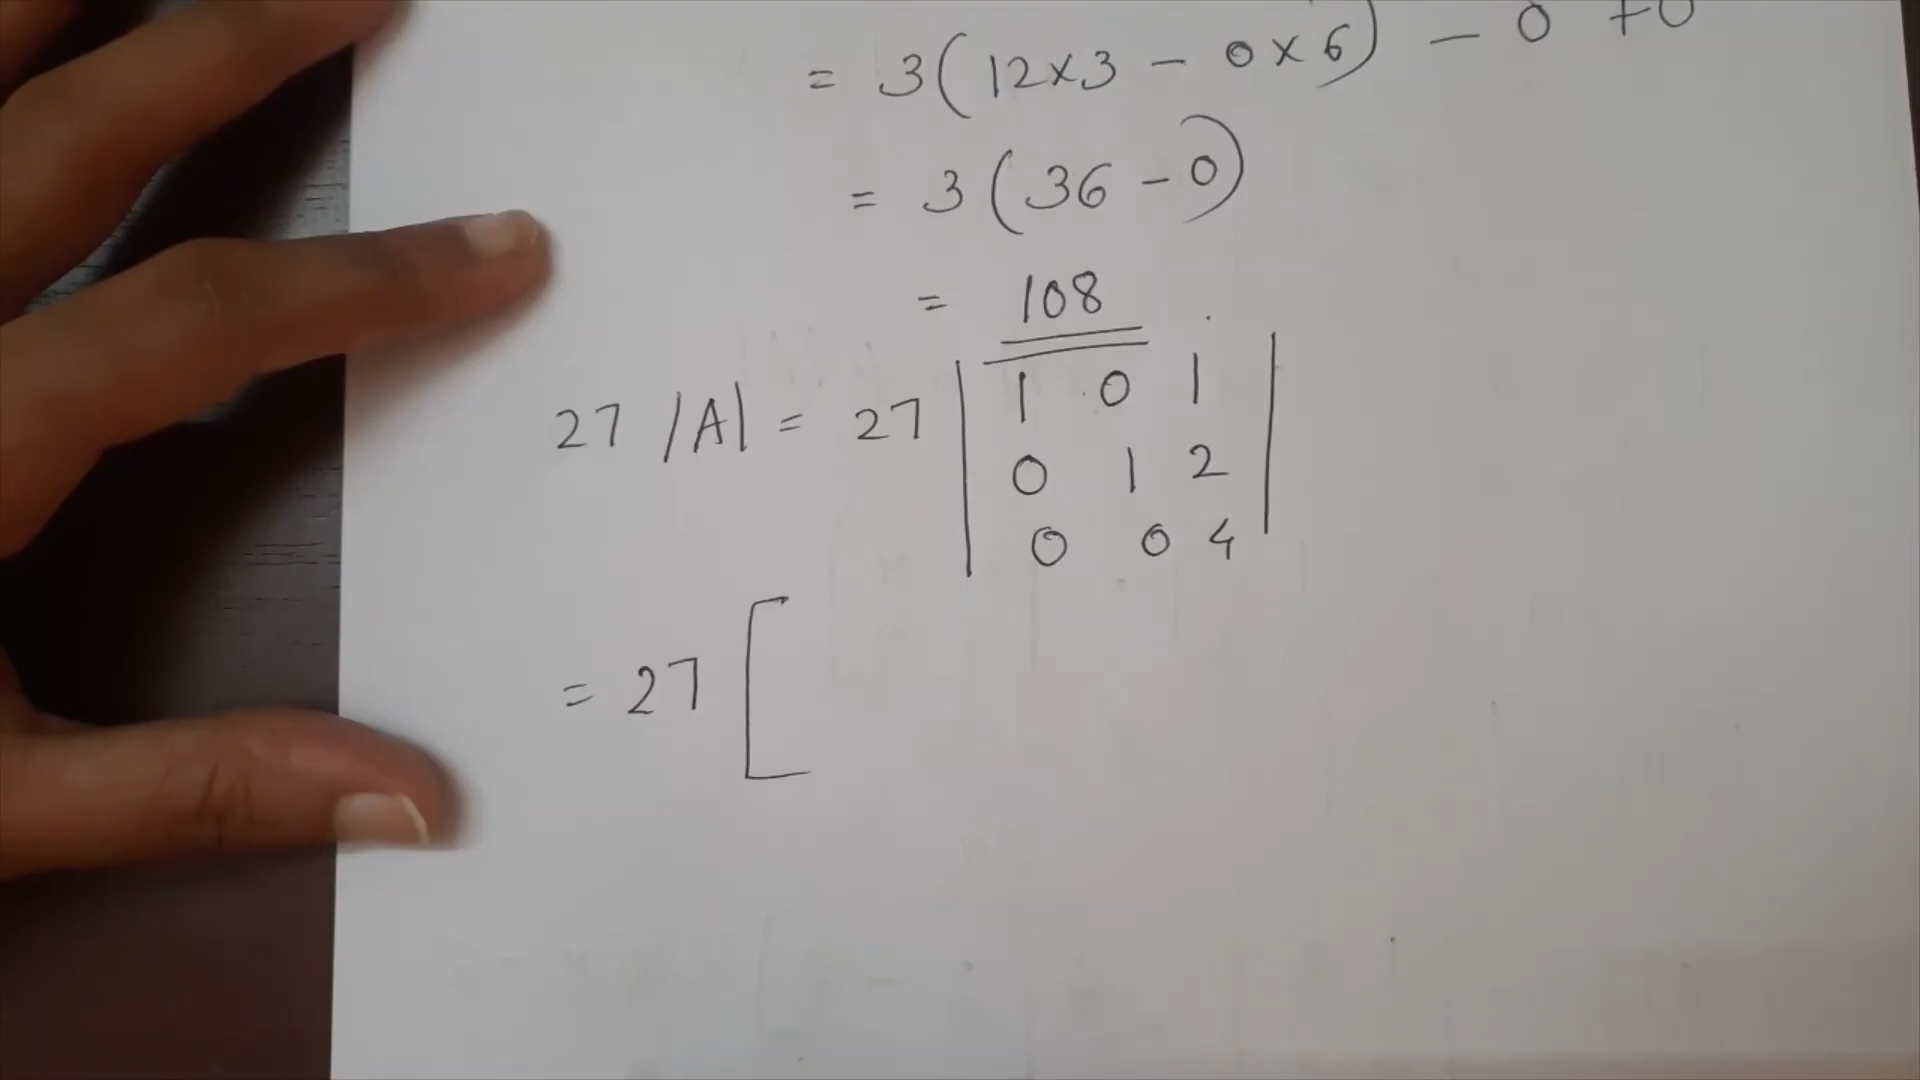 = 3(12×3 - 0×6) - 0 +0
= 3(36-0)
= 108
27 |A| = 27 | 1 0 1 |
0 1 2
0 0 4
= 27 [